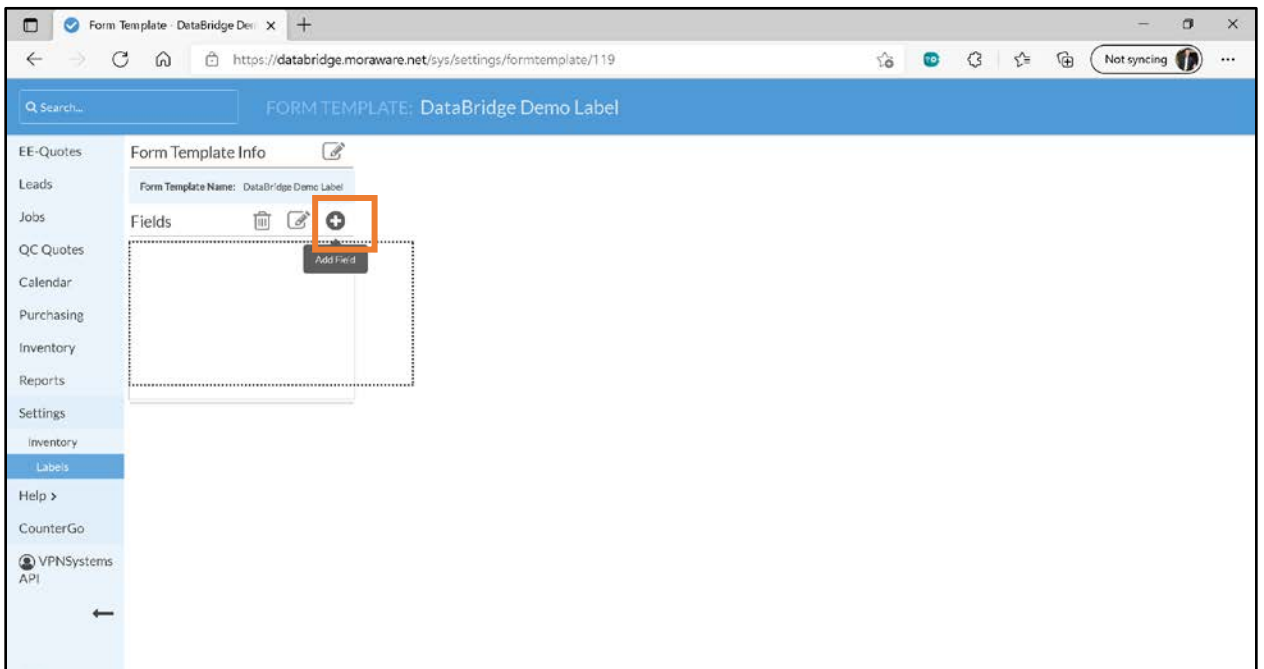 Form Template - DataBridge Der
https://databridge.moraware.net/sys/settings/formtemplate/119
TD
Not syncing
Search...
FORM TEMPLATE: DataBridge Demo Label
EE-Quotes
Leads
Jobs
QC Quotes
Calendar
Purchasing
Inventory
Reports
Settings
Inventory
Labels
Help >
CounterGo
VPNSystems
API
Form Template Info
Form Template Name: DataBridge Demo Label
Fields
Add Field